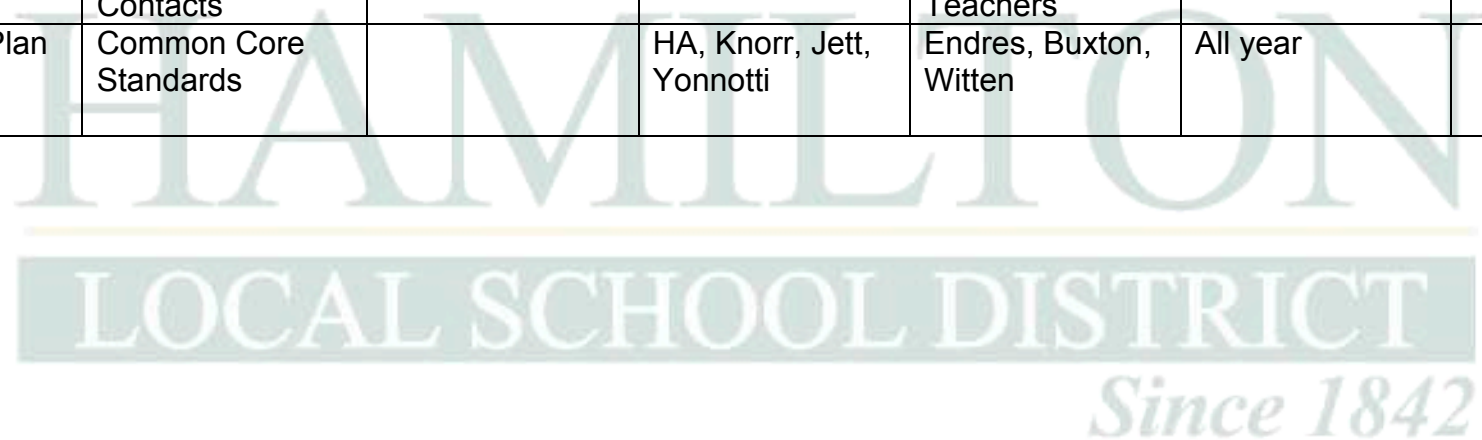 Contacts Teachers
Plan Common Core HA, Knorr, Jett, Endres, Buxton, All year
Standards Yonnotti Witten
HAMILTON
LOCAL SCHOOL DISTRICT
Since 1842